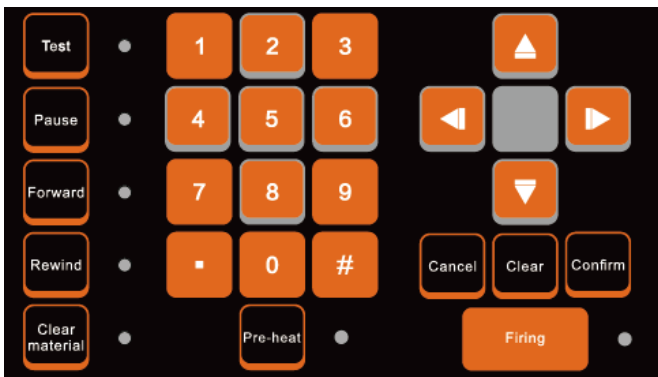 Test 1 2 3
Pause 4 5 6
Forward 7 8 9
Rewind . 0 # Cancel Clear Confirm
Clear
material Pre-heat Firing